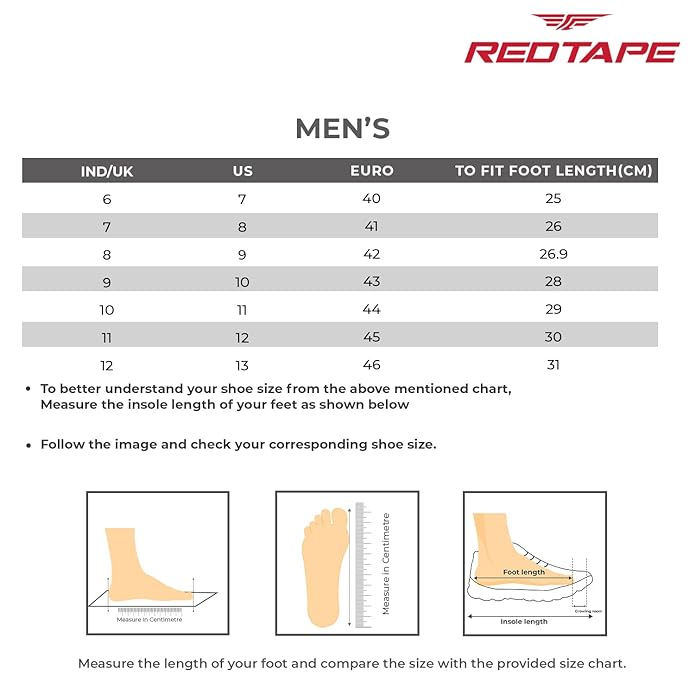 REDTAPE
MEN’S
IND/UK US EURO TO FIT FOOT LENGTH(CM)
6 7 40 25
7 8 41 26
8 9 42 26.9
9 10 43 28
10 11 44 29
11 12 45 30
12 13 46 31
• To better understand your shoe size from the above mentioned chart,
Measure the insole length of your feet as shown below
• Follow the image and check your corresponding shoe size.
Measure In Centimetre
Measure In Centimetre
Foot length
Growing room
Insole length
Measure the length of your foot and compare the size with the provided size chart.